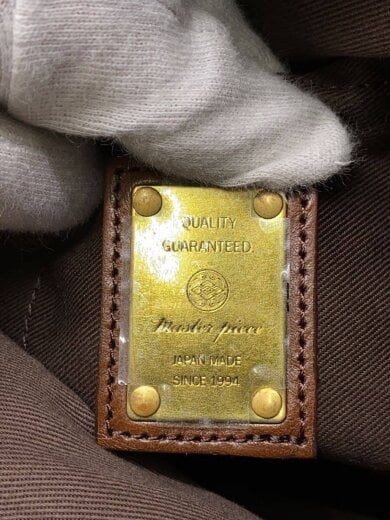 QUALITY
GUARANTEED
Master-piece
JAPAN MADE
SINCE 1994